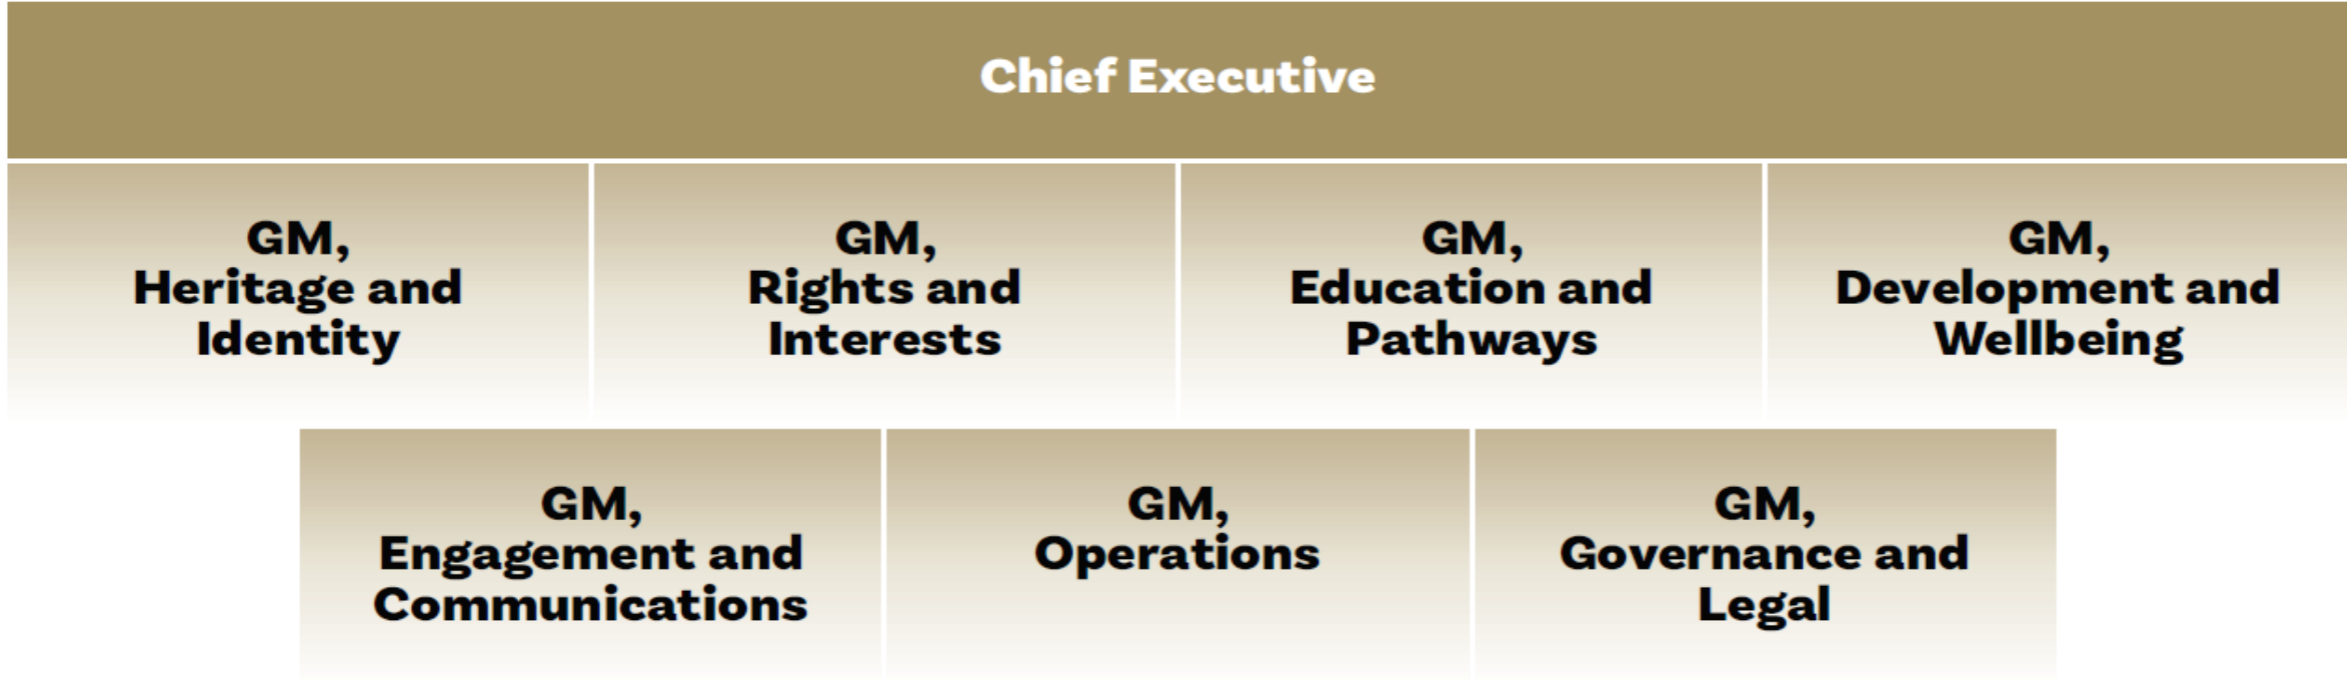 Chief Executive
GM,
Heritage and
Identity
GM,
Rights and
Interests
GM,
Education and
Pathways
GM,
Development and
Wellbeing
GM,
Engagement and
Communications
GM,
Operations
GM,
Governance and
Legal